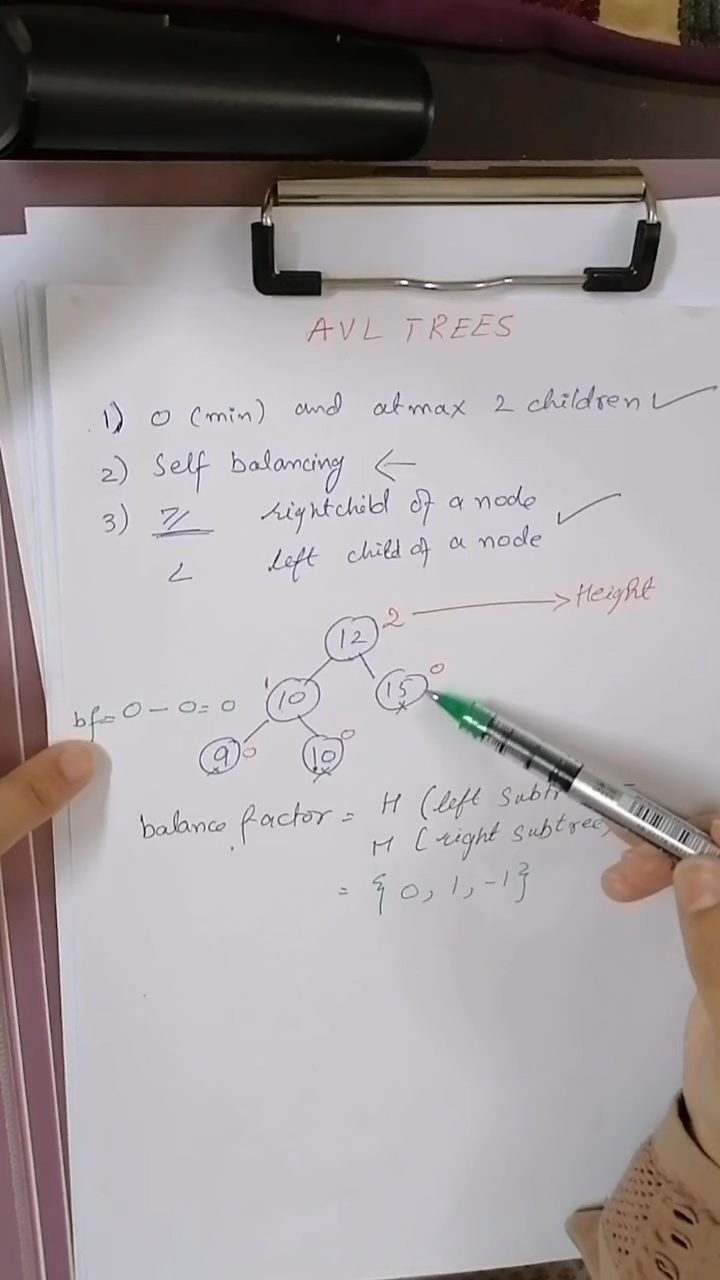 AVL TREES
1) 0 (min) and atmax 2 children ✓
2) Self balancing ←
3) ≥ rightchild of a node ✓
< left child of a node
12 2 → Height
10 1 15 0
bf= 0 - 0 = 0
9 0 10 0
balance factor = H (left
H (right subtree
= {0, 1, -1}